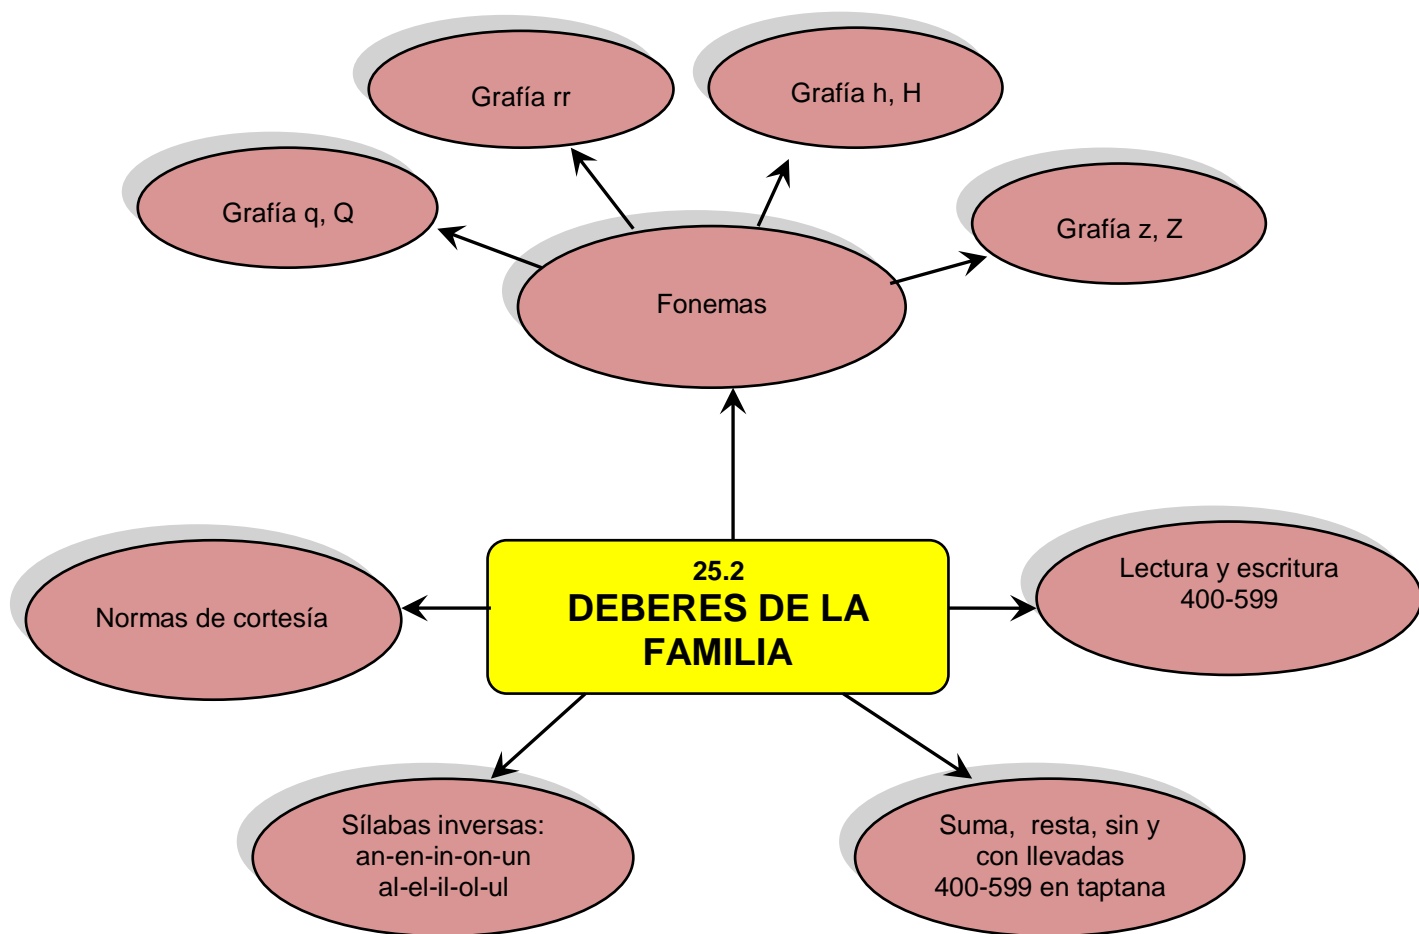 Grafía rr
Grafía h, H
Grafía q, Q
Grafía z, Z
Fonemas
25.2
DEBERES DE LA
FAMILIA
Normas de cortesía
Lectura y escritura
400-599
Sílabas inversas:
an-en-in-on-un
al-el-il-ol-ul
Suma,  resta, sin y
con llevadas
400-599 en taptana